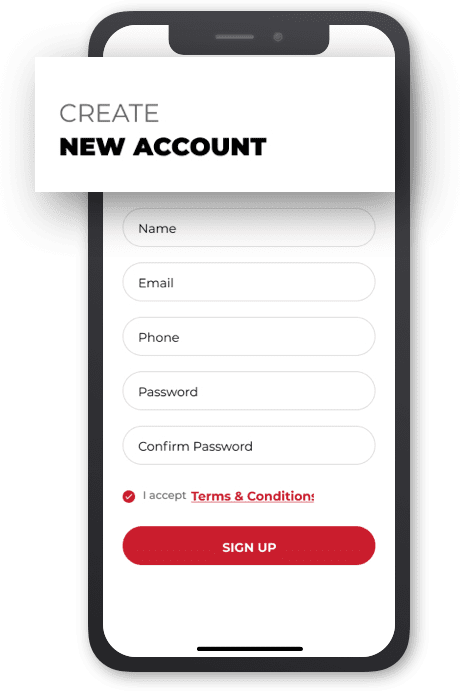 CREATE
NEW ACCOUNT
Name
Email
Phone
Password
Confirm Password
I accept Terms & Conditions
SIGN UP